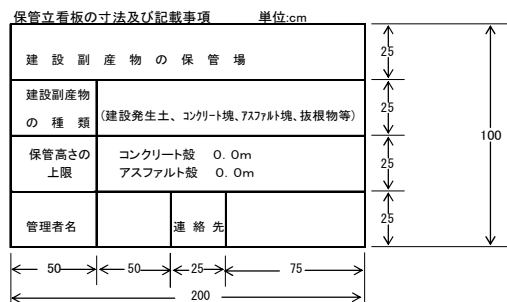 保管立看板の寸法及び記載事項 単位:cm
建設副産物の保管場
建設副産物
の種類
(建設発生土、コンクリート塊、アスファルト塊、抜根物等)
保管高さの
上限
コンクリート殻 0.0m
アスファルト殻 0.0m
管理者名
連絡先
25
25
25
25
100
50
50
25
75
200